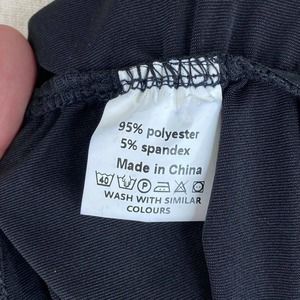 95% polyester
5% spandex
Made in China
40 P
WASH WITH SIMILAR
COLOURS